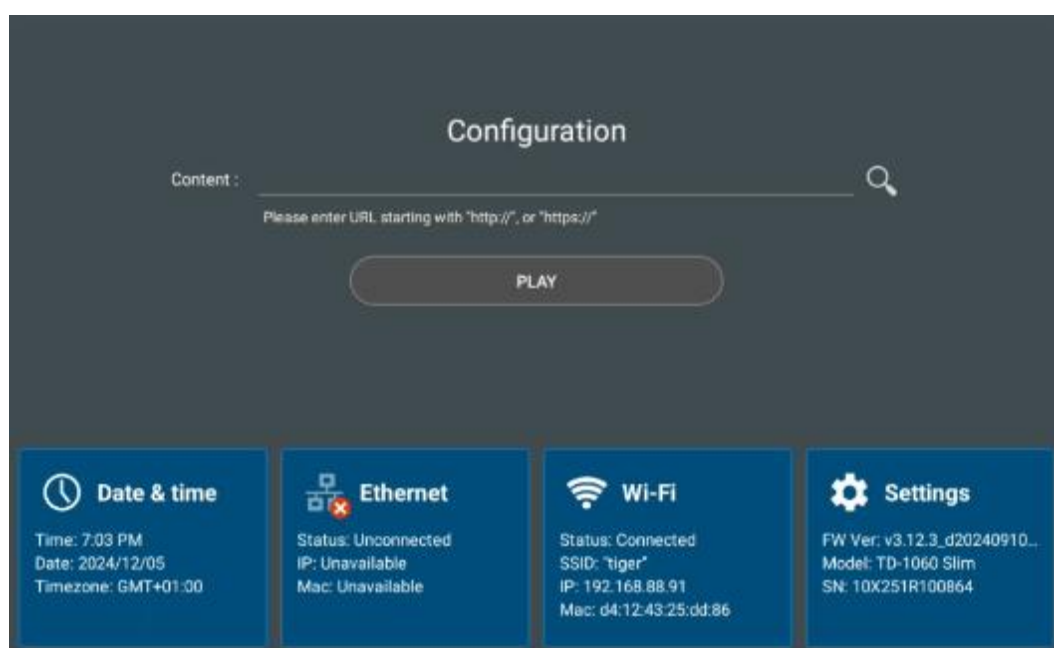 Configuration
Content :
Please enter URL starting with "http://", or "https://"
PLAY
Date & time
Time: 7:03 PM
Date: 2024/12/05
Timezone: GMT+01:00
Ethernet
Status: Unconnected
IP: Unavailable
Mac: Unavailable
Wi-Fi
Status: Connected
SSID: "tiger"
IP: 192.168.88.91
Mac: d4:12:43:25:dd:86
Settings
FW Ver: v3.12.3_d20240910...
Model: TD-1060 Slim
SN: 10X251R100864